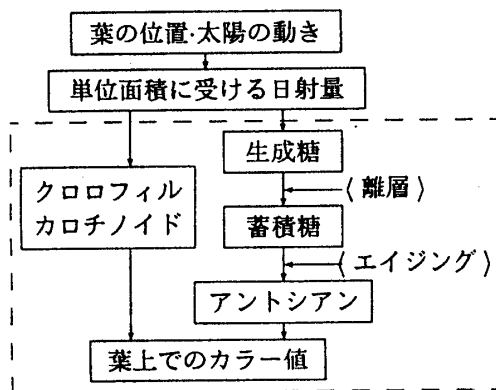 葉の位置·太陽の動き
単位面積に受ける日射量
生成糖
クロロフィル
カロチノイド
〈離層〉
蓄積糖
〈エイジング〉
アントシアン
葉上でのカラー値